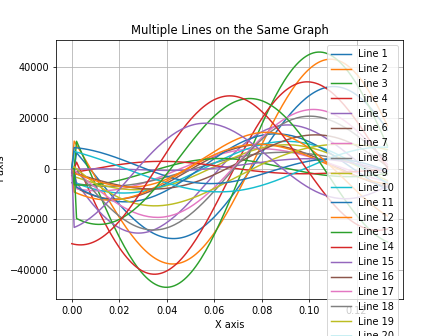 Multiple Lines on the Same Graph
40000
20000
0
−20000
−40000
0.00
0.02
0.04
0.06
0.08
0.10
X axis
Line 1
Line 2
Line 3
Line 4
Line 5
Line 6
Line 7
Line 8
Line 9
Line 10
Line 11
Line 12
Line 13
Line 14
Line 15
Line 16
Line 17
Line 18
Line 19
Line 20